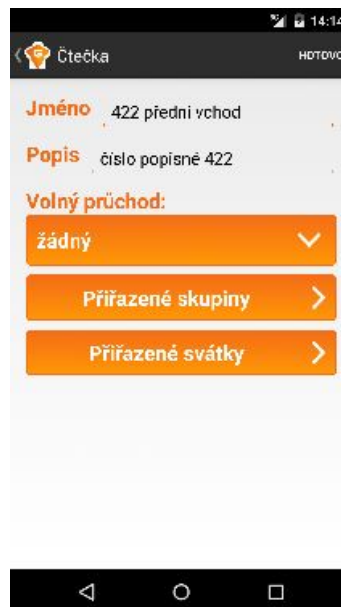 14:14
Čtečka
HOTOVO
Jméno 422 přední vchod
Popis číslo popisné 422
Volný průchod:
žádný
Přiřazené skupiny
Přiřazené svátky